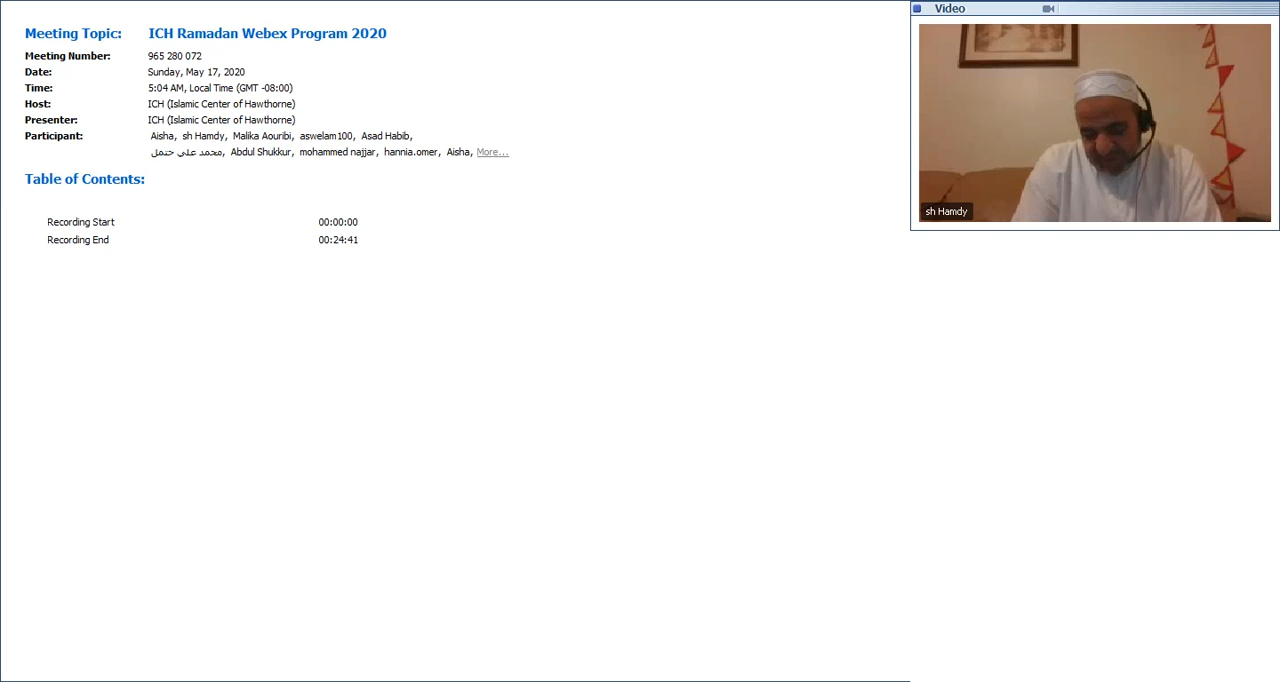 Meeting Topic: ICH Ramadan Webex Program 2020
Meeting Number: 965 280 072
Date: Sunday, May 17, 2020
Time: 5:04 AM, Local Time (GMT -08:00)
Host: ICH (Islamic Center of Hawthorne)
Presenter: ICH (Islamic Center of Hawthorne)
Participant: Aisha, sh Hamdy, Malika Aouribi, aswelam100, Asad Habib,
محمد علي حتمل, Abdul Shukkur, mohammed najjar, hannia.omer, Aisha, More...
Table of Contents:
Recording Start 00:00:00
Recording End 00:24:41
Video
sh Hamdy